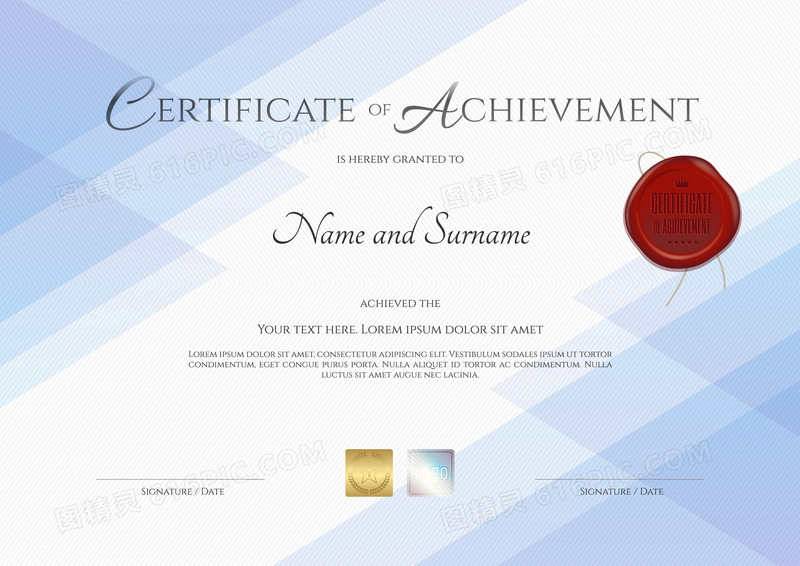 Certificate of Achievement
is hereby granted to
图精灵 616PIC.COM
图精灵 616PIC.COM
CERTIFICATE
OF ACHIEVEMENT
Name and Surname
achieved the
Your text here. Lorem ipsum dolor sit amet
Lorem ipsum dolor sit amet, consectetur adipiscing elit. Vestibulum sodales ipsum ut tortor
condimentum, eget congue purus porta. Nulla aliquet id tortor ac condimentum. Nulla
luctus sit amet augue nec lacinia.
图精灵 616PIC.COM
图精灵 616PIC.COM
Signature / Date
Signature / Date